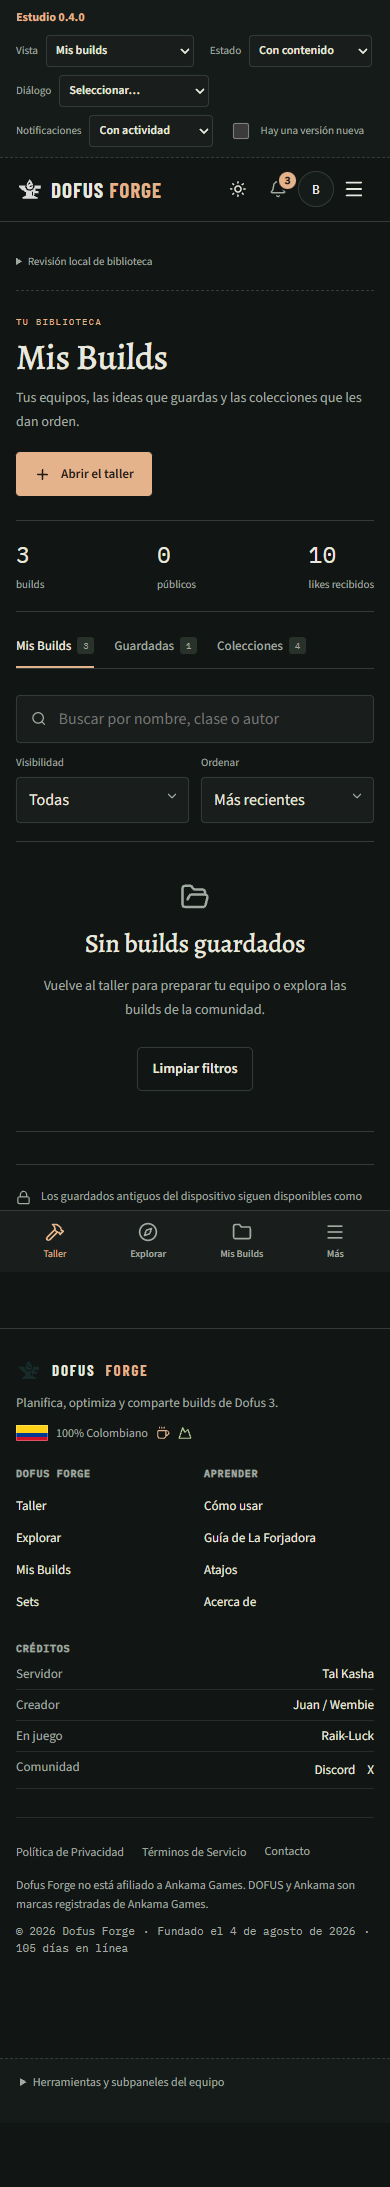 Estudio 0.4.0
Vista Mis builds Estado Con contenido
Diálogo Seleccionar...
Notificaciones Con actividad Hay una versión nueva
DOFUS FORGE 3 B
Revisión local de biblioteca
TU BIBLIOTECA
Mis Builds
Tus equipos, las ideas que guardas y las colecciones que les
dan orden.
Abrir el taller
3 0 10
builds públicos likes recibidos
Mis Builds 3 Guardadas 1 Colecciones 4
Buscar por nombre, clase o autor
Visibilidad Ordenar
Todas Más recientes
Sin builds guardados
Vuelve al taller para preparar tu equipo o explora las
builds de la comunidad.
Limpiar filtros
Los guardados antiguos del dispositivo siguen disponibles como
Taller Explorar Mis Builds Más
DOFUS FORGE
Planifica, optimiza y comparte builds de Dofus 3.
100% Colombiano
DOFUS FORGE APRENDER
Taller Cómo usar
Explorar Guía de La Forjadora
Mis Builds Atajos
Sets Acerca de
CRÉDITOS
Servidor Tal Kasha
Creador Juan / Wembie
En juego Raik-Luck
Comunidad Discord X
Política de Privacidad Términos de Servicio Contacto
Dofus Forge no está afiliado a Ankama Games. DOFUS y Ankama son
marcas registradas de Ankama Games.
© 2026 Dofus Forge · Fundado el 4 de agosto de 2026 ·
105 días en línea
Herramientas y subpaneles del equipo